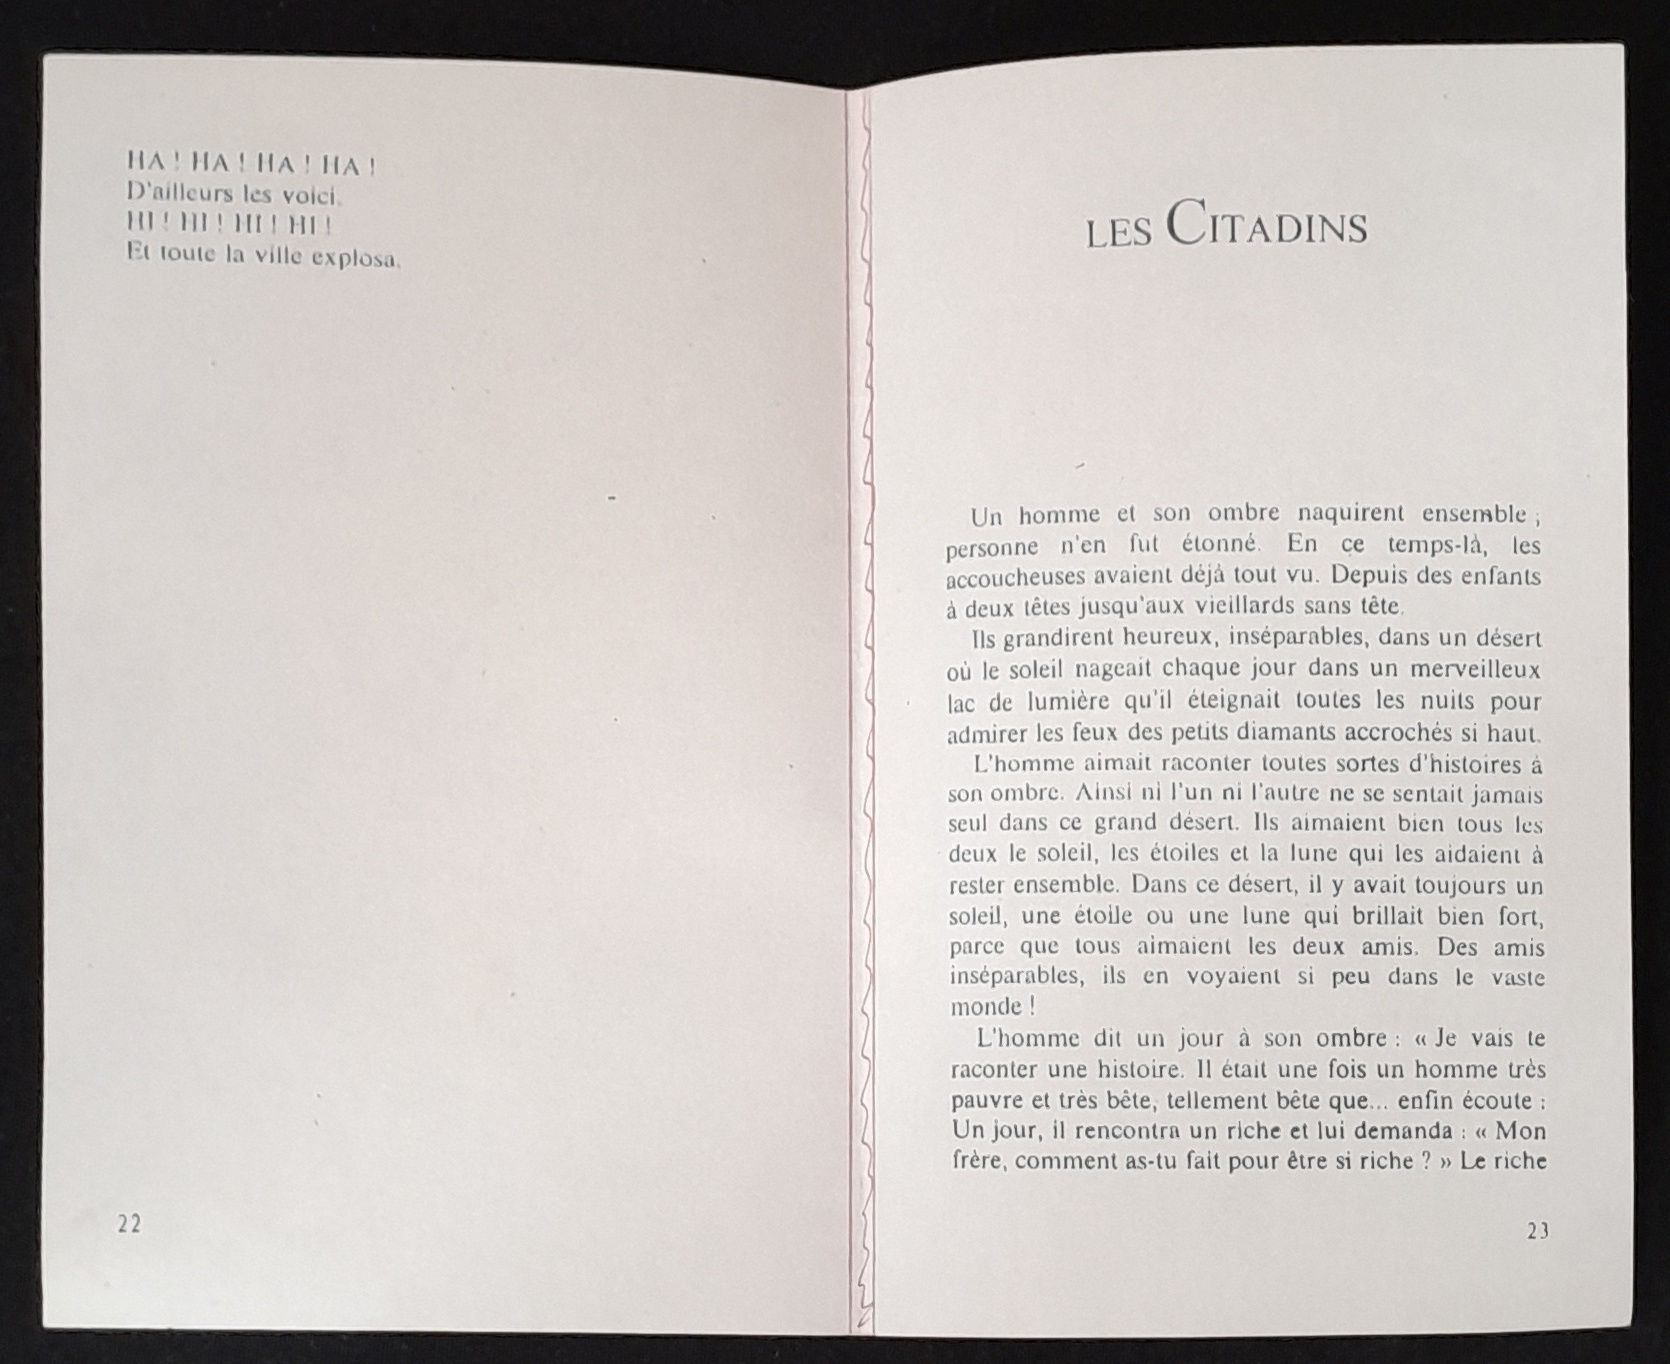 HA ! HA ! HA ! HA !
D'ailleurs les voici.
HI ! HI ! HI ! HI !
Et toute la ville explosa.
22
LES CITADINS
Un homme et son ombre naquirent ensemble ;
personne n'en fut étonné. En ce temps-là, les
accoucheuses avaient déjà tout vu. Depuis des enfants
à deux têtes jusqu'aux vieillards sans tête.
Ils grandirent heureux, inséparables, dans un désert
où le soleil nageait chaque jour dans un merveilleux
lac de lumière qu'il éteignait toutes les nuits pour
admirer les feux des petits diamants accrochés si haut.
L'homme aimait raconter toutes sortes d'histoires à
son ombre. Ainsi ni l'un ni l'autre ne se sentait jamais
seul dans ce grand désert. Ils aimaient bien tous les
deux le soleil, les étoiles et la lune qui les aidaient à
rester ensemble. Dans ce désert, il y avait toujours un
soleil, une étoile ou une lune qui brillait bien fort,
parce que tous aimaient les deux amis. Des amis
inséparables, ils en voyaient si peu dans le vaste
monde !
L'homme dit un jour à son ombre : « Je vais te
raconter une histoire. Il était une fois un homme très
pauvre et très bête, tellement bête que... enfin écoute :
Un jour, il rencontra un riche et lui demanda : « Mon
frère, comment as-tu fait pour être si riche ? » Le riche
23